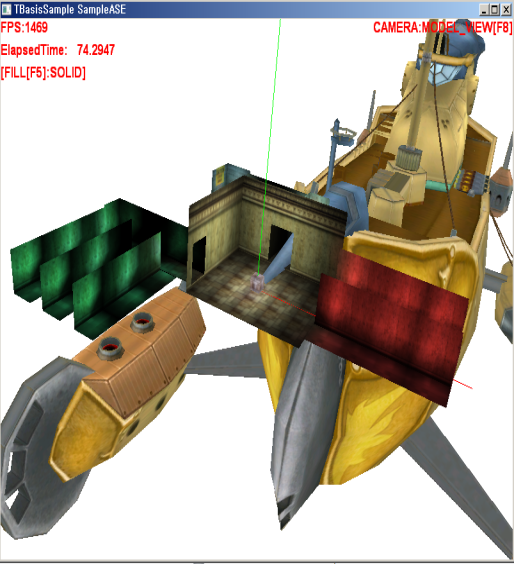 TBasisSample SampleASE
FPS:1469
CAMERA:MODEL_VIEW[F8]
ElapsedTime: 74.2947
[FILL[F5]:SOLID]